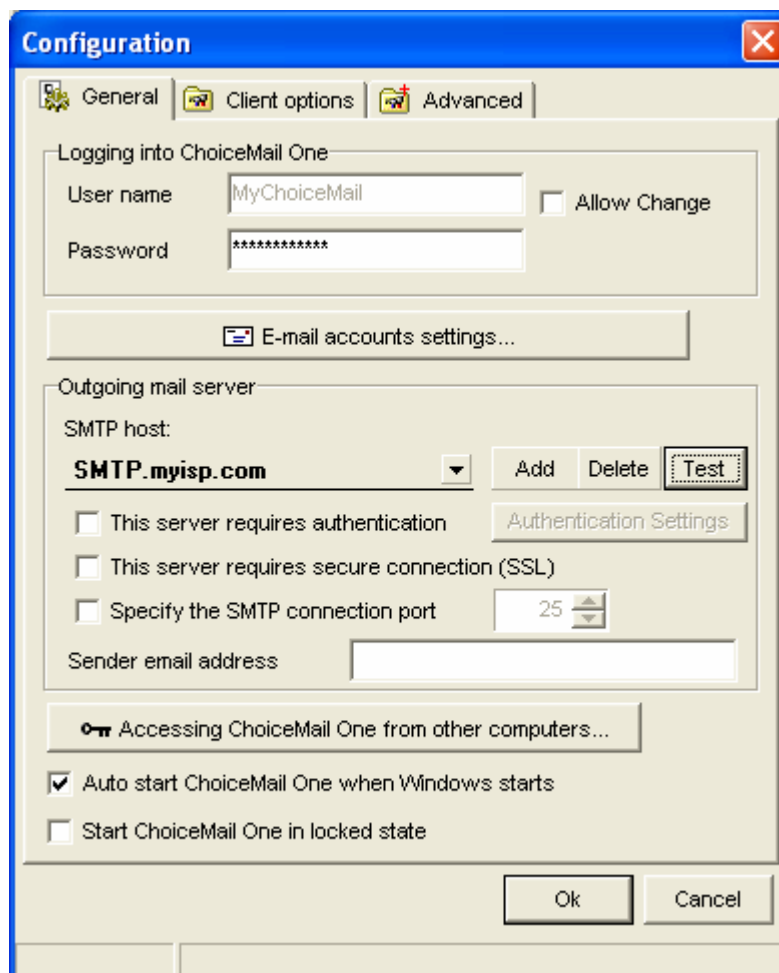 Configuration
General Client options Advanced
Logging into ChoiceMail One
User name MyChoiceMail Allow Change
Password ************
E-mail accounts settings...
Outgoing mail server
SMTP host:
SMTP.myisp.com Add Delete Test
This server requires authentication Authentication Settings
This server requires secure connection (SSL)
Specify the SMTP connection port 25
Sender email address
Accessing ChoiceMail One from other computers...
Auto start ChoiceMail One when Windows starts
Start ChoiceMail One in locked state
Ok Cancel